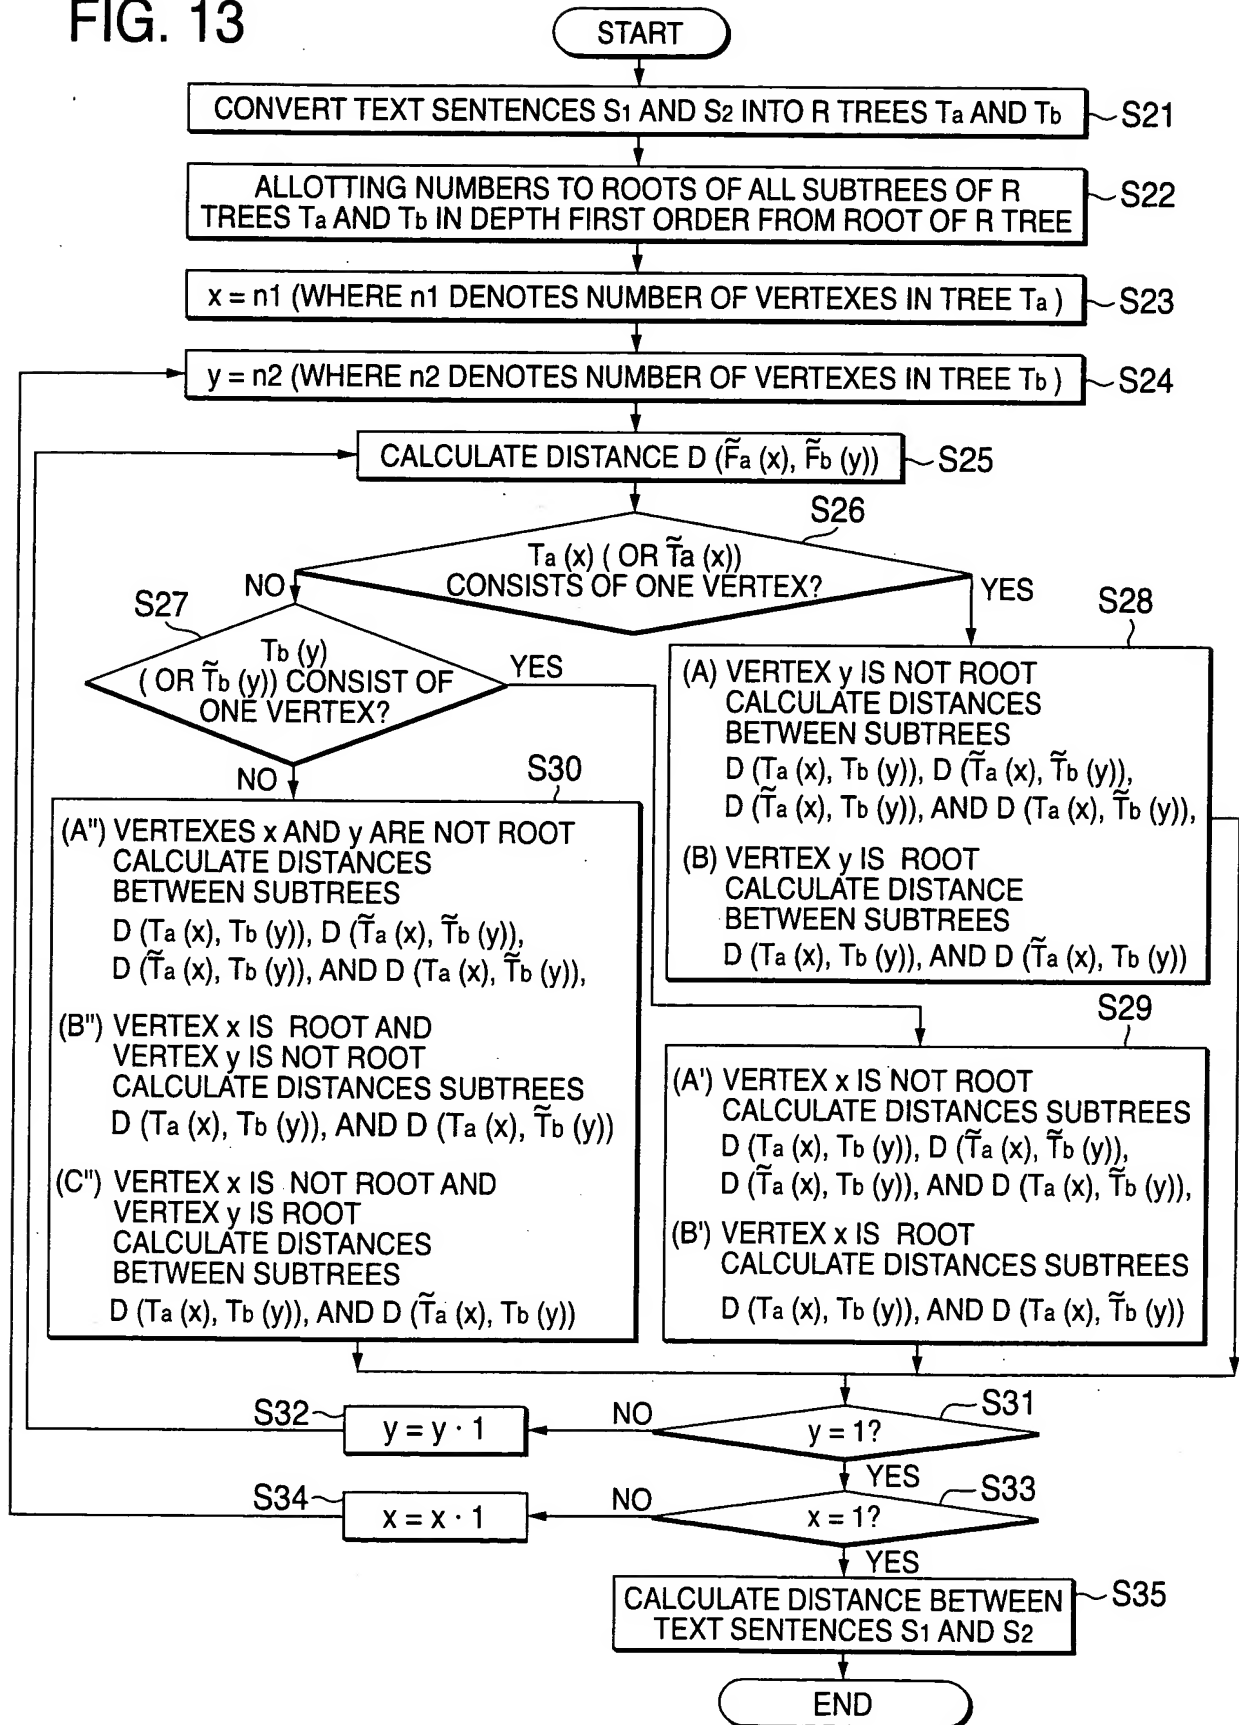 FIG. 13
START
CONVERT TEXT SENTENCES S1 AND S2 INTO R TREES Ta AND Tb
S21
ALLOTTING NUMBERS TO ROOTS OF ALL SUBTREES OF R
TREES Ta AND Tb IN DEPTH FIRST ORDER FROM ROOT OF R TREE
S22
x = n1 (WHERE n1 DENOTES NUMBER OF VERTEXES IN TREE Ta )
S23
y = n2 (WHERE n2 DENOTES NUMBER OF VERTEXES IN TREE Tb )
S24
CALCULATE DISTANCE D (F̃a (x), F̃b (y))
S25
S26
Ta (x) ( OR T̃a (x))
CONSISTS OF ONE VERTEX?
NO
YES
S27
Tb (y)
( OR T̃b (y)) CONSIST OF
ONE VERTEX?
YES
NO
S28
(A) VERTEX y IS NOT ROOT
CALCULATE DISTANCES
BETWEEN SUBTREES
D (Ta (x), Tb (y)), D (T̃a (x), T̃b (y)),
D (T̃a (x), Tb (y)), AND D (Ta (x), T̃b (y)),
(B) VERTEX y IS ROOT
CALCULATE DISTANCE
BETWEEN SUBTREES
D (Ta (x), Tb (y)), AND D (T̃a (x), Tb (y))
S30
(A") VERTEXES x AND y ARE NOT ROOT
CALCULATE DISTANCES
BETWEEN SUBTREES
D (Ta (x), Tb (y)), D (T̃a (x), T̃b (y)),
D (T̃a (x), Tb (y)), AND D (Ta (x), T̃b (y)),
(B") VERTEX x IS ROOT AND
VERTEX y IS NOT ROOT
CALCULATE DISTANCES SUBTREES
D (Ta (x), Tb (y)), AND D (Ta (x), T̃b (y))
(C") VERTEX x IS NOT ROOT AND
VERTEX y IS ROOT
CALCULATE DISTANCES
BETWEEN SUBTREES
D (Ta (x), Tb (y)), AND D (T̃a (x), Tb (y))
S29
(A') VERTEX x IS NOT ROOT
CALCULATE DISTANCES SUBTREES
D (Ta (x), Tb (y)), D (T̃a (x), T̃b (y)),
D (T̃a (x), Tb (y)), AND D (Ta (x), T̃b (y)),
(B') VERTEX x IS ROOT
CALCULATE DISTANCES SUBTREES
D (Ta (x), Tb (y)), AND D (Ta (x), T̃b (y))
S31
y = 1?
NO
YES
S32
y = y · 1
S33
x = 1?
NO
YES
S34
x = x · 1
CALCULATE DISTANCE BETWEEN
TEXT SENTENCES S1 AND S2
S35
END